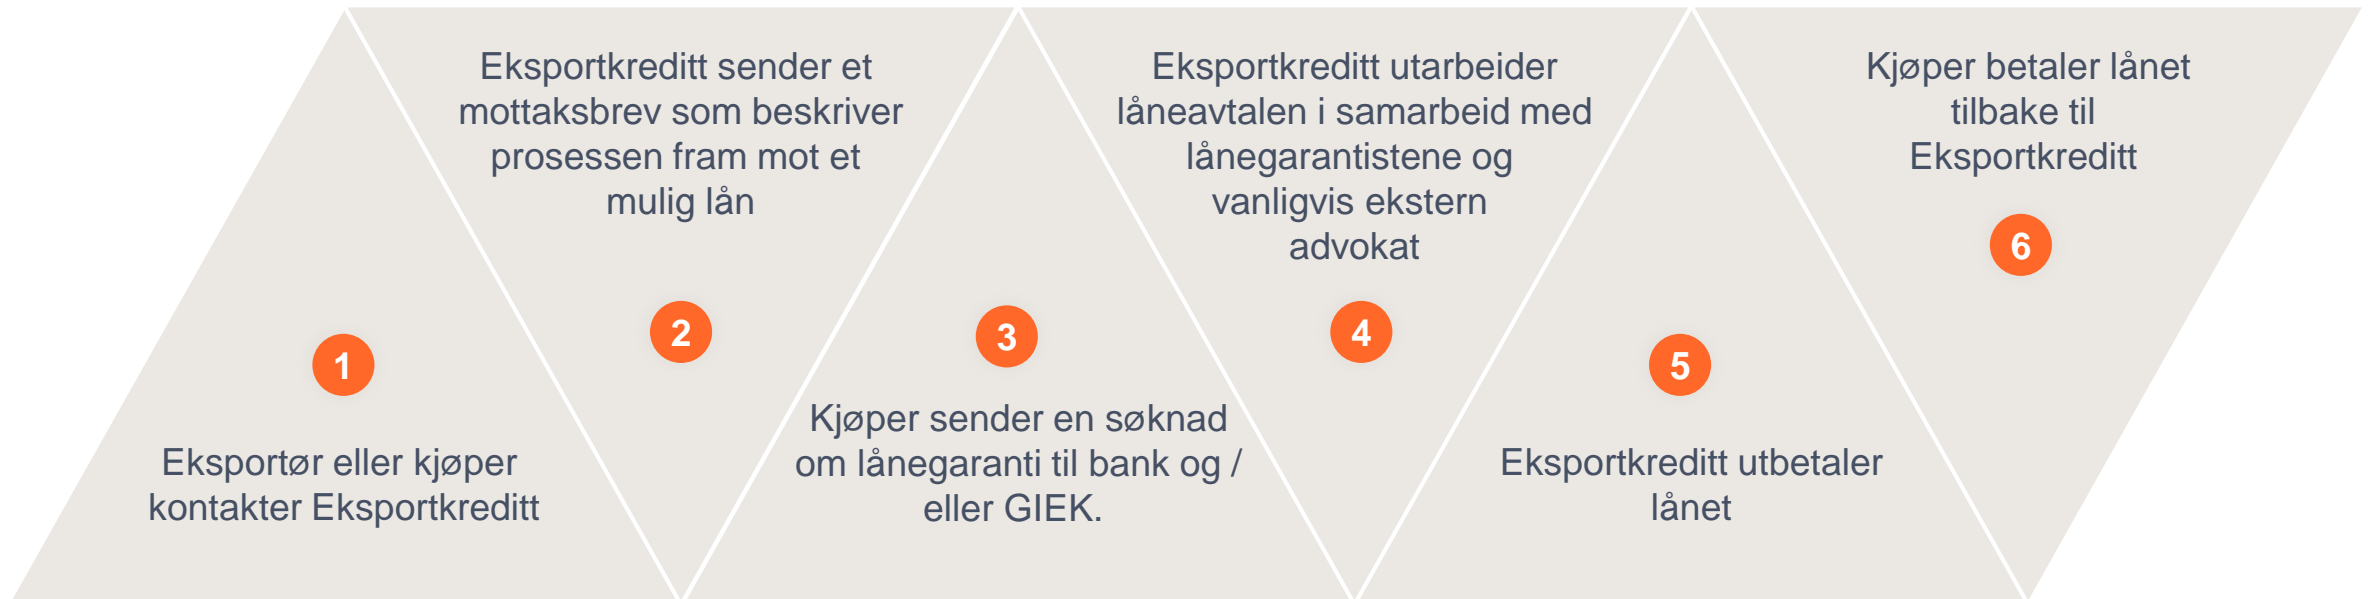 1
Eksportør eller kjøper
kontakter Eksportkreditt
Eksportkreditt sender et
mottaksbrev som beskriver
prosessen fram mot et
mulig lån
2
3
Kjøper sender en søknad
om lånegaranti til bank og /
eller GIEK.
Eksportkreditt utarbeider
låneavtalen i samarbeid med
lånegarantistene og
vanligvis ekstern
advokat
4
5
Eksportkreditt utbetaler
lånet
Kjøper betaler lånet
tilbake til
Eksportkreditt
6